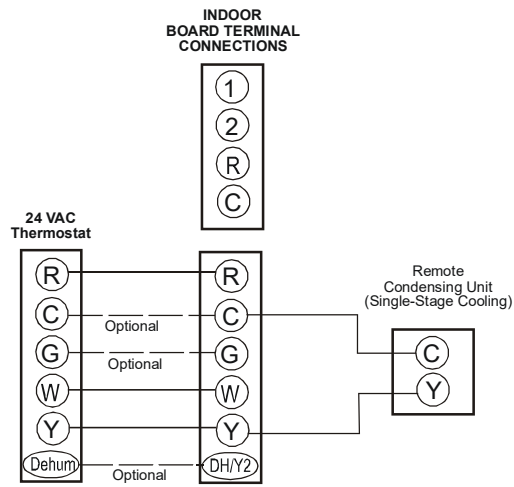 INDOOR
BOARD TERMINAL
CONNECTIONS
1
2
R
C
24 VAC
Thermostat
R
R
C
Optional
C
G
Optional
G
W
W
Y
Y
Dehum
Optional
DH/Y2
Remote
Condensing Unit
(Single-Stage Cooling)
C
Y